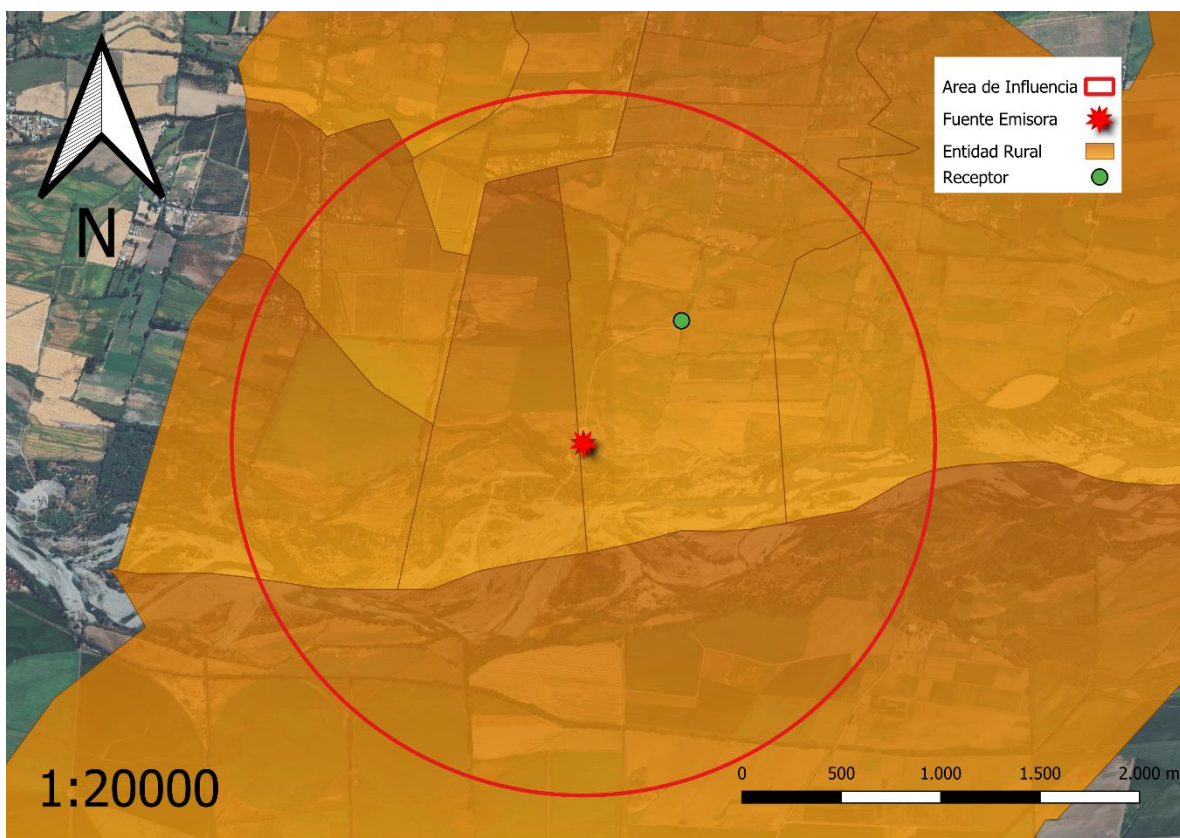 N
Area de Influencia
Fuente Emisora
Entidad Rural
Receptor
1:20000
0 500 1.000 1.500 2.000 m